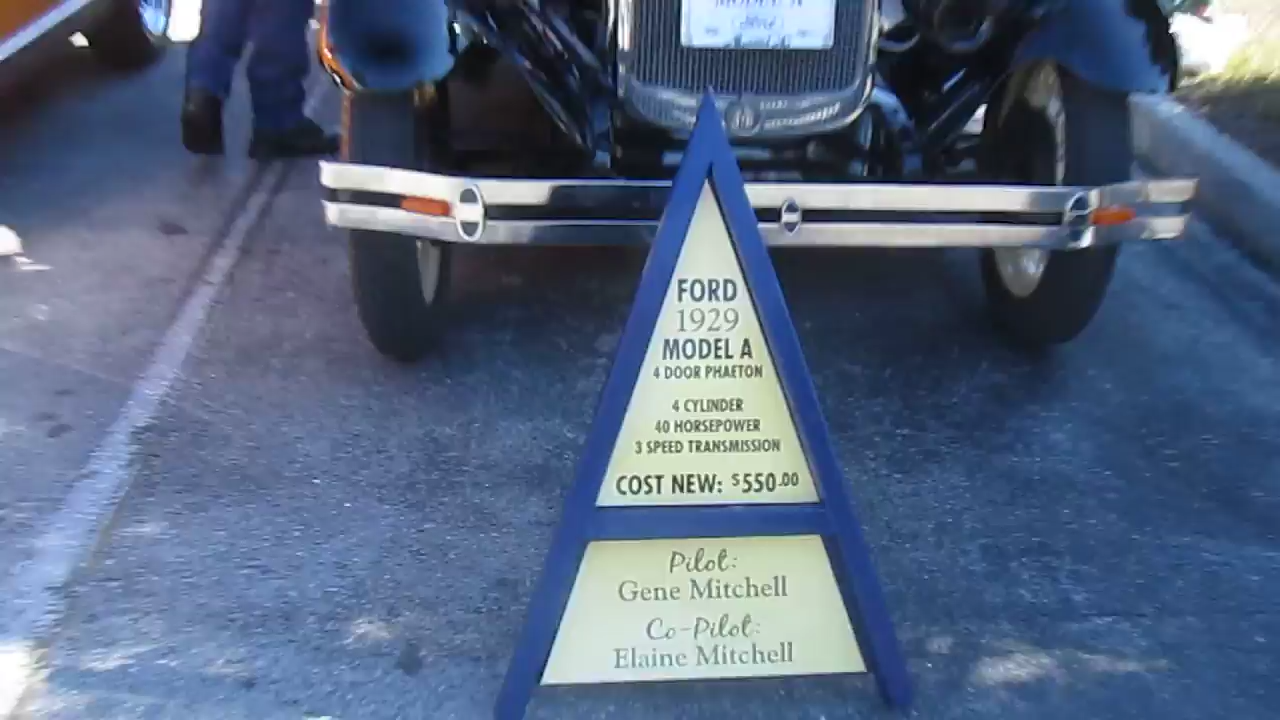 FORD
1929
MODEL A
4 DOOR PHAETON
4 CYLINDER
40 HORSEPOWER
3 SPEED TRANSMISSION
COST NEW: $550.00
Pilot:
Gene Mitchell
Co-Pilot:
Elaine Mitchell